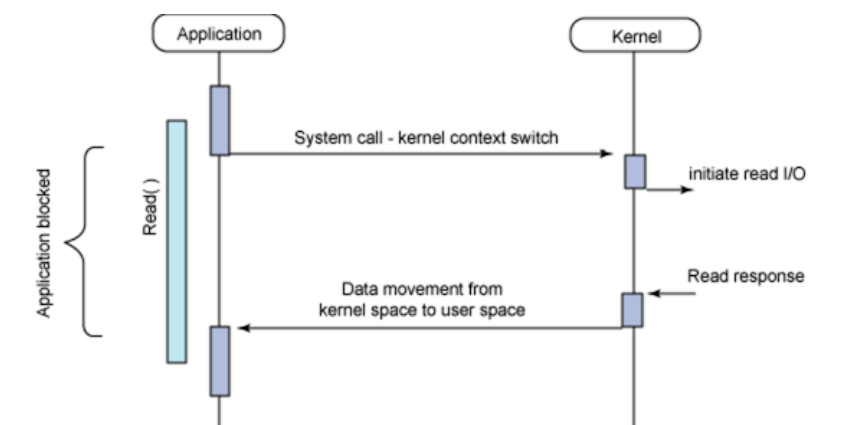 Application
Kernel
System call - kernel context switch
initiate read I/O
Application blocked
Read( )
Read response
Data movement from
kernel space to user space